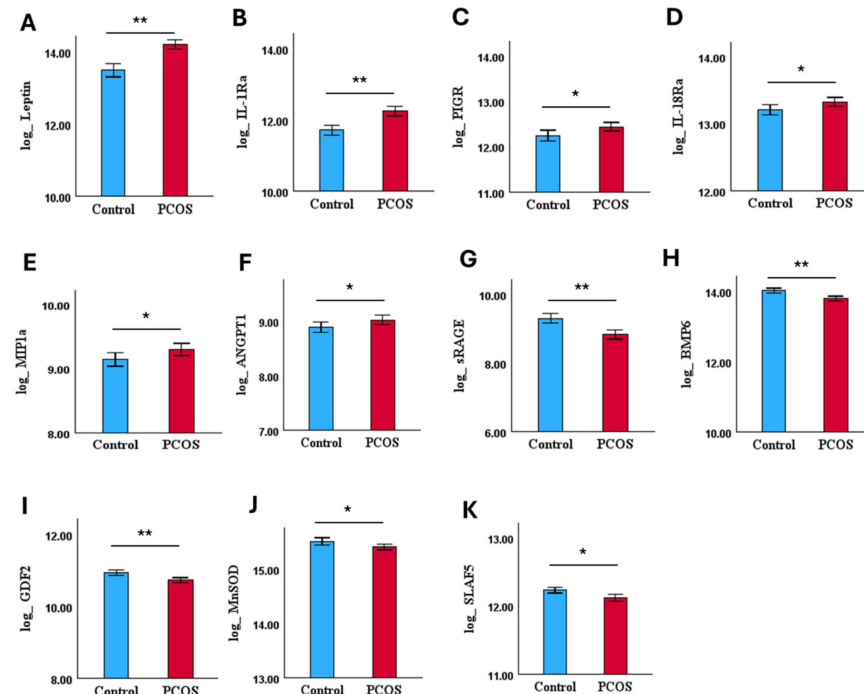 A
**
14.00
12.00
10.00
log_ Leptin
Control PCOS
B
**
14.00
12.00
10.00
log_ IL-1Ra
Control PCOS
C
*
14.00
13.00
12.00
11.00
log_ PIGR
Control PCOS
D
*
14.00
13.00
12.00
log_ IL-18Ra
Control PCOS
E
*
10.00
9.00
8.00
log_ MIP1a
Control PCOS
F
*
9.00
8.00
7.00
log_ ANGPT1
Control PCOS
G
**
10.00
8.00
6.00
log_ sRAGE
Control PCOS
H
**
14.00
12.00
10.00
log_ BMP6
Control PCOS
I
**
12.00
10.00
8.00
log_ GDF2
Control PCOS
J
*
15.00
14.00
13.00
log_ MnSOD
Control PCOS
K
*
13.00
12.00
11.00
log_ SLAF5
Control PCOS